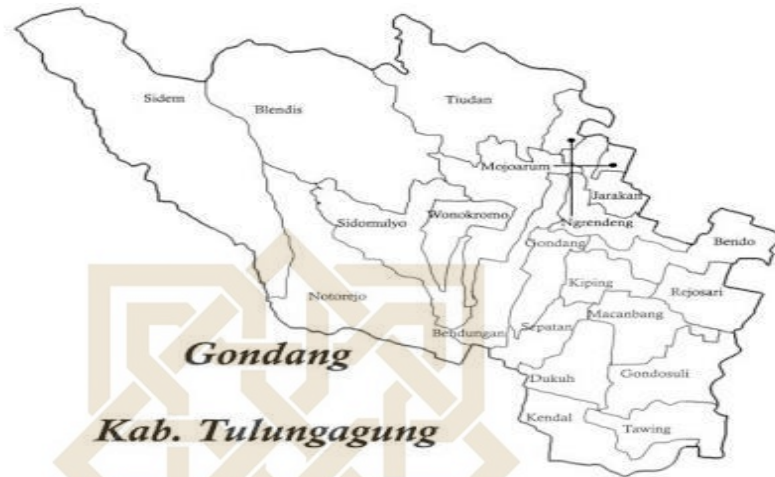 Sidem
Blendis
Tiudan
Mojoarum
Jarakan
Sidomulyo
Wonokromo
Ngrendeng
Gondang
Bendo
Kiping
Rejosari
Notorejo
Macanbang
Bendungan
Sepatan
Gondang
Dukuh
Gondosuli
Kendal
Tawing
Kab. Tulungagung